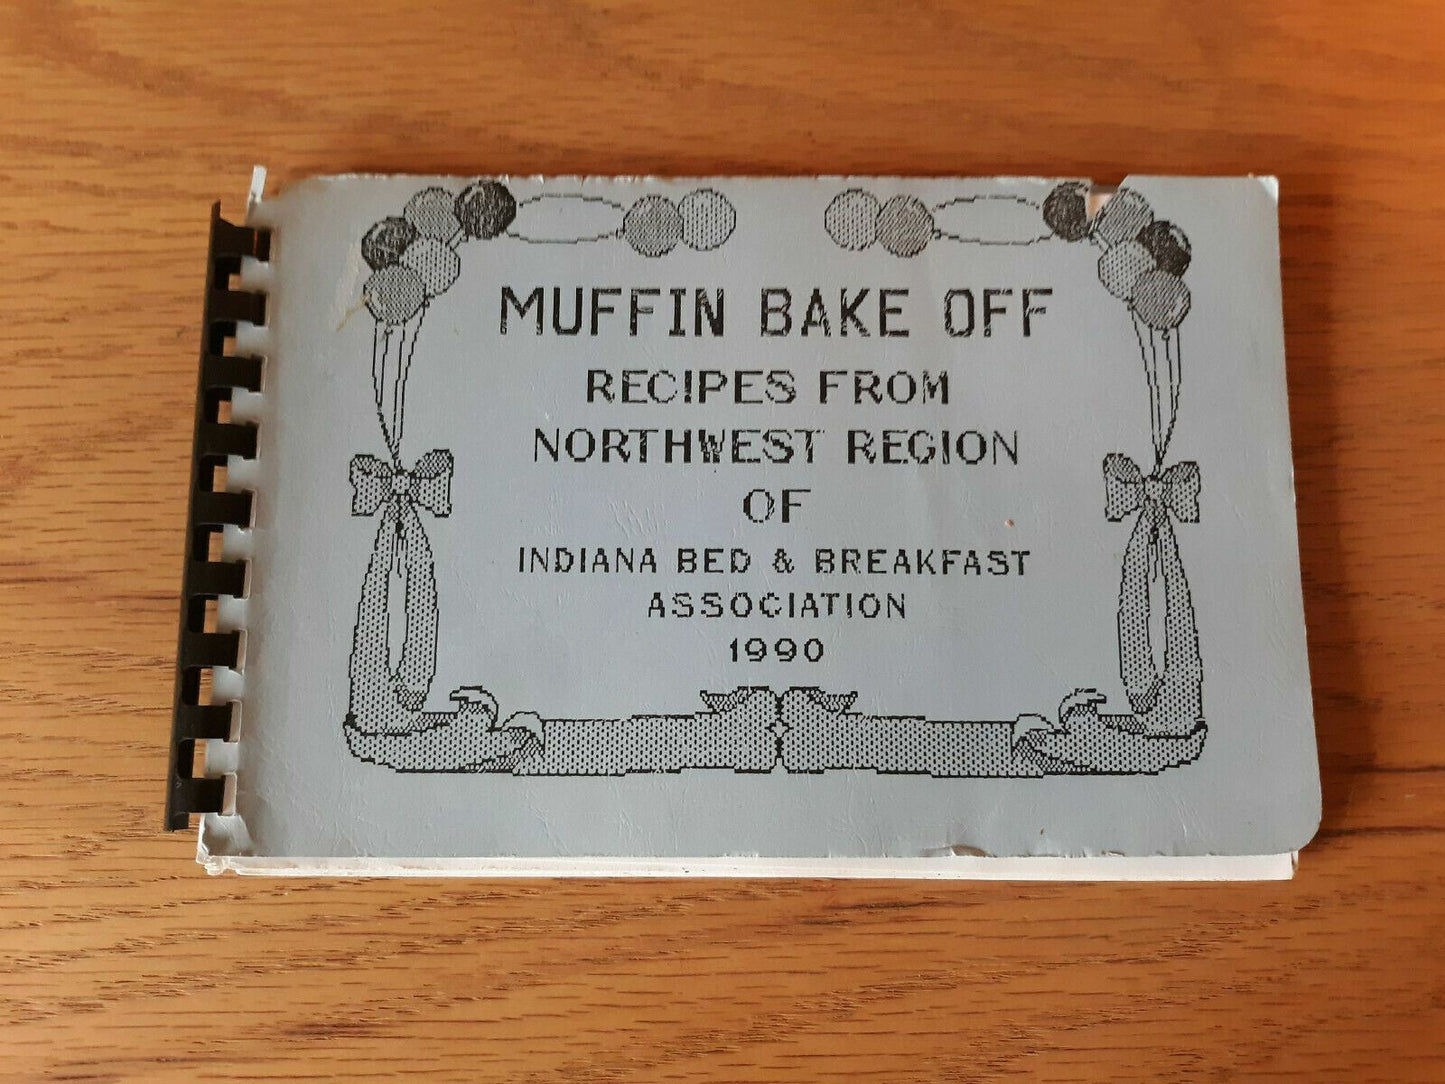 MUFFIN BAKE OFF
RECIPES FROM
NORTHWEST REGION
OF
INDIANA BED & BREAKFAST
ASSOCIATION
1990